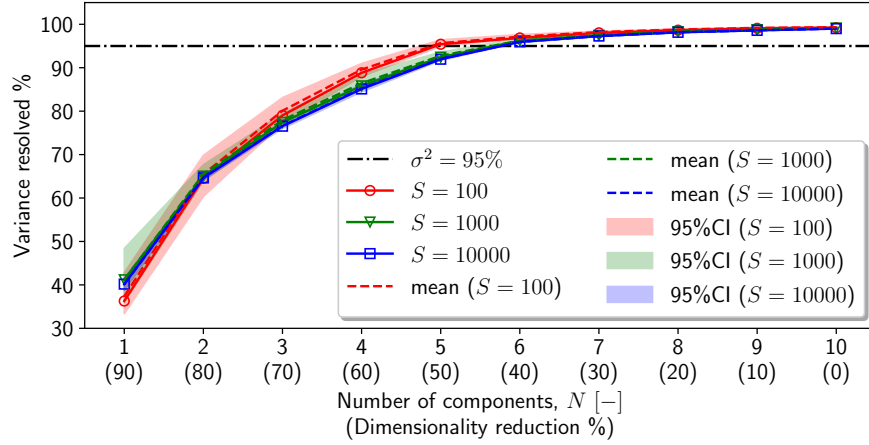 Variance resolved %
100
90
80
70
60
50
40
30
σ² = 95%
S = 100
S = 1000
S = 10000
mean (S = 100)
mean (S = 1000)
mean (S = 10000)
95%CI (S = 100)
95%CI (S = 1000)
95%CI (S = 10000)
1 2 3 4 5 6 7 8 9 10
(90) (80) (70) (60) (50) (40) (30) (20) (10) (0)
Number of components, N [−]
(Dimensionality reduction %)